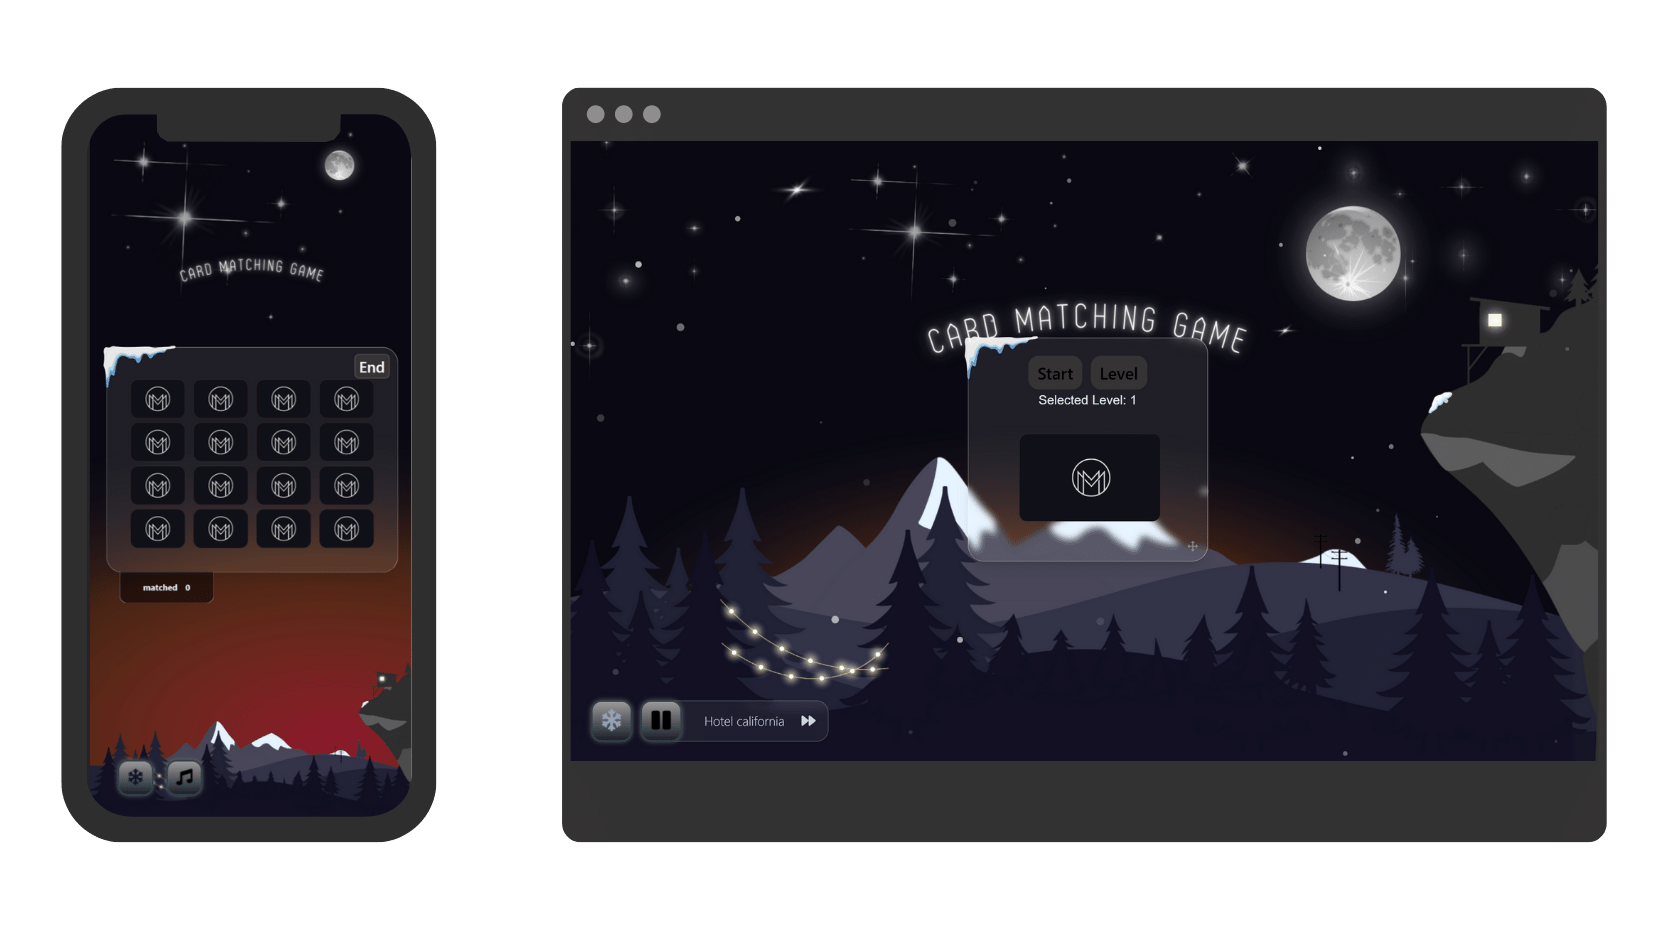 CARD MATCHING GAME
End
matched 0
CARD MATCHING GAME
Start Level
Selected Level: 1
Hotel california